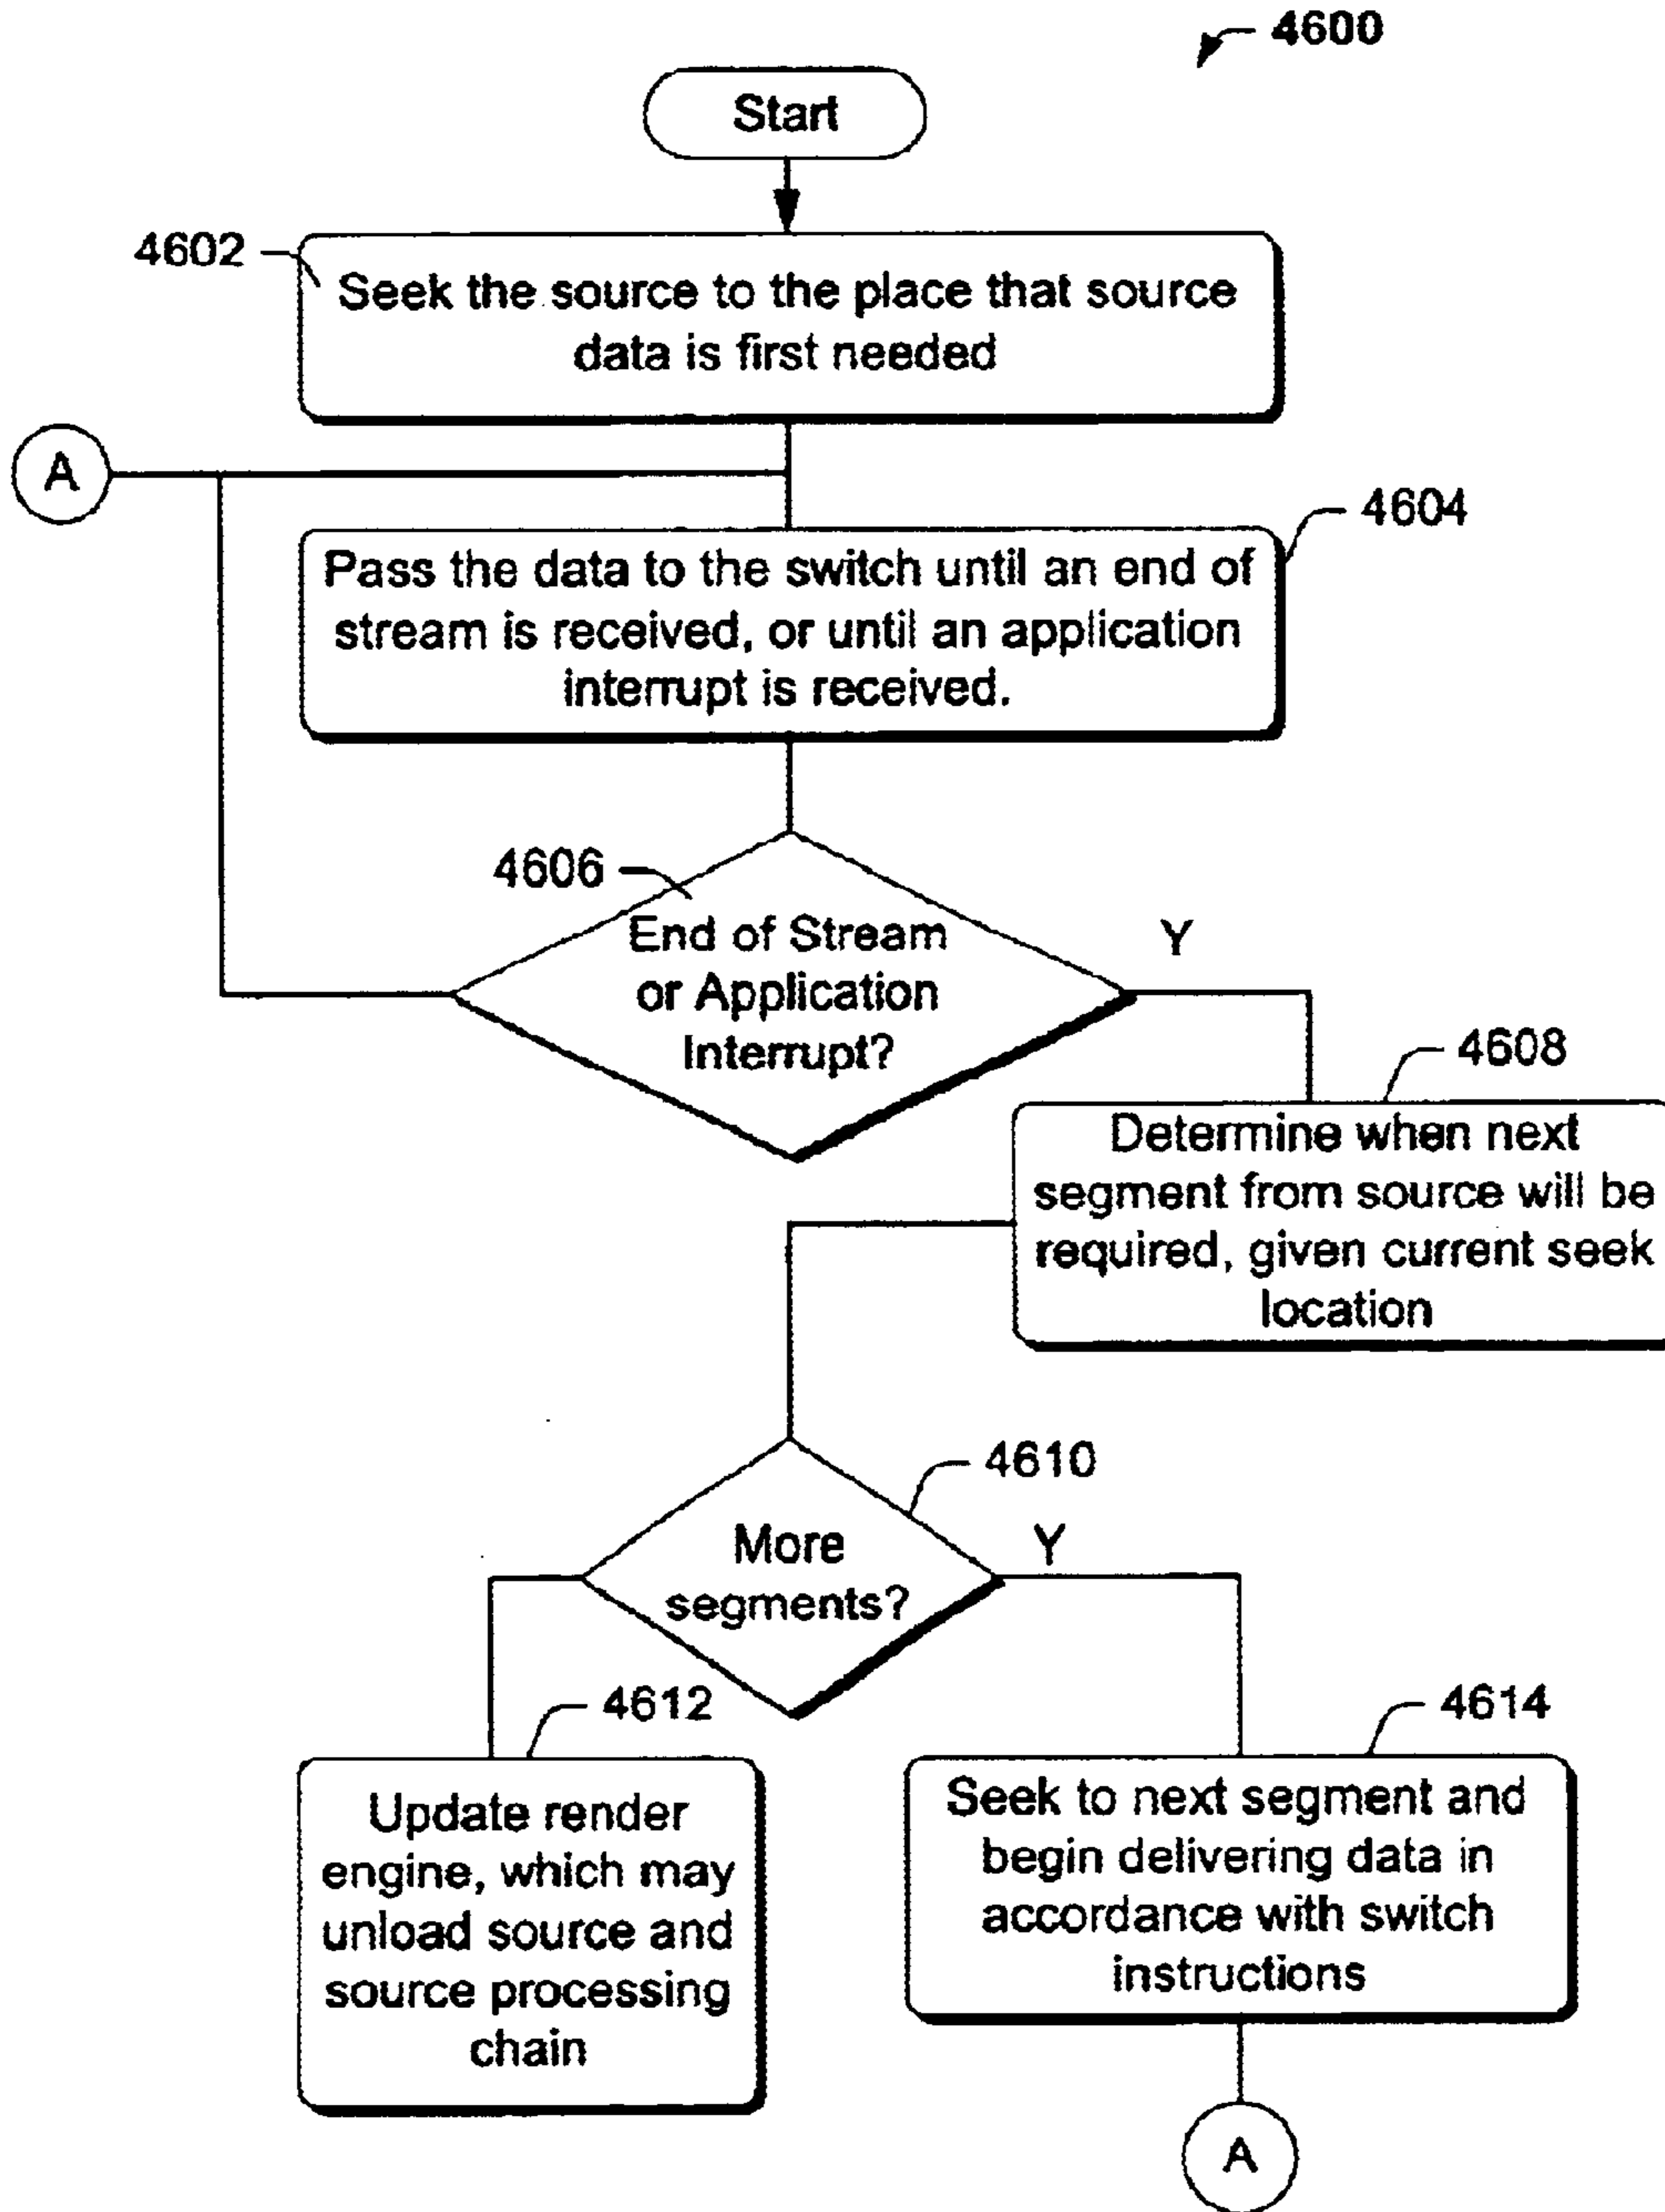 4600
Start
4602
Seek the source to the place that source
data is first needed
A
4604
Pass the data to the switch until an end of
stream is received, or until an application
interrupt is received.
4606
End of Stream
or Application
Interrupt?
Y
4608
Determine when next
segment from source will be
required, given current seek
location
4610
More
segments?
Y
4612
Update render
engine, which may
unload source and
source processing
chain
4614
Seek to next segment and
begin delivering data in
accordance with switch
instructions
A